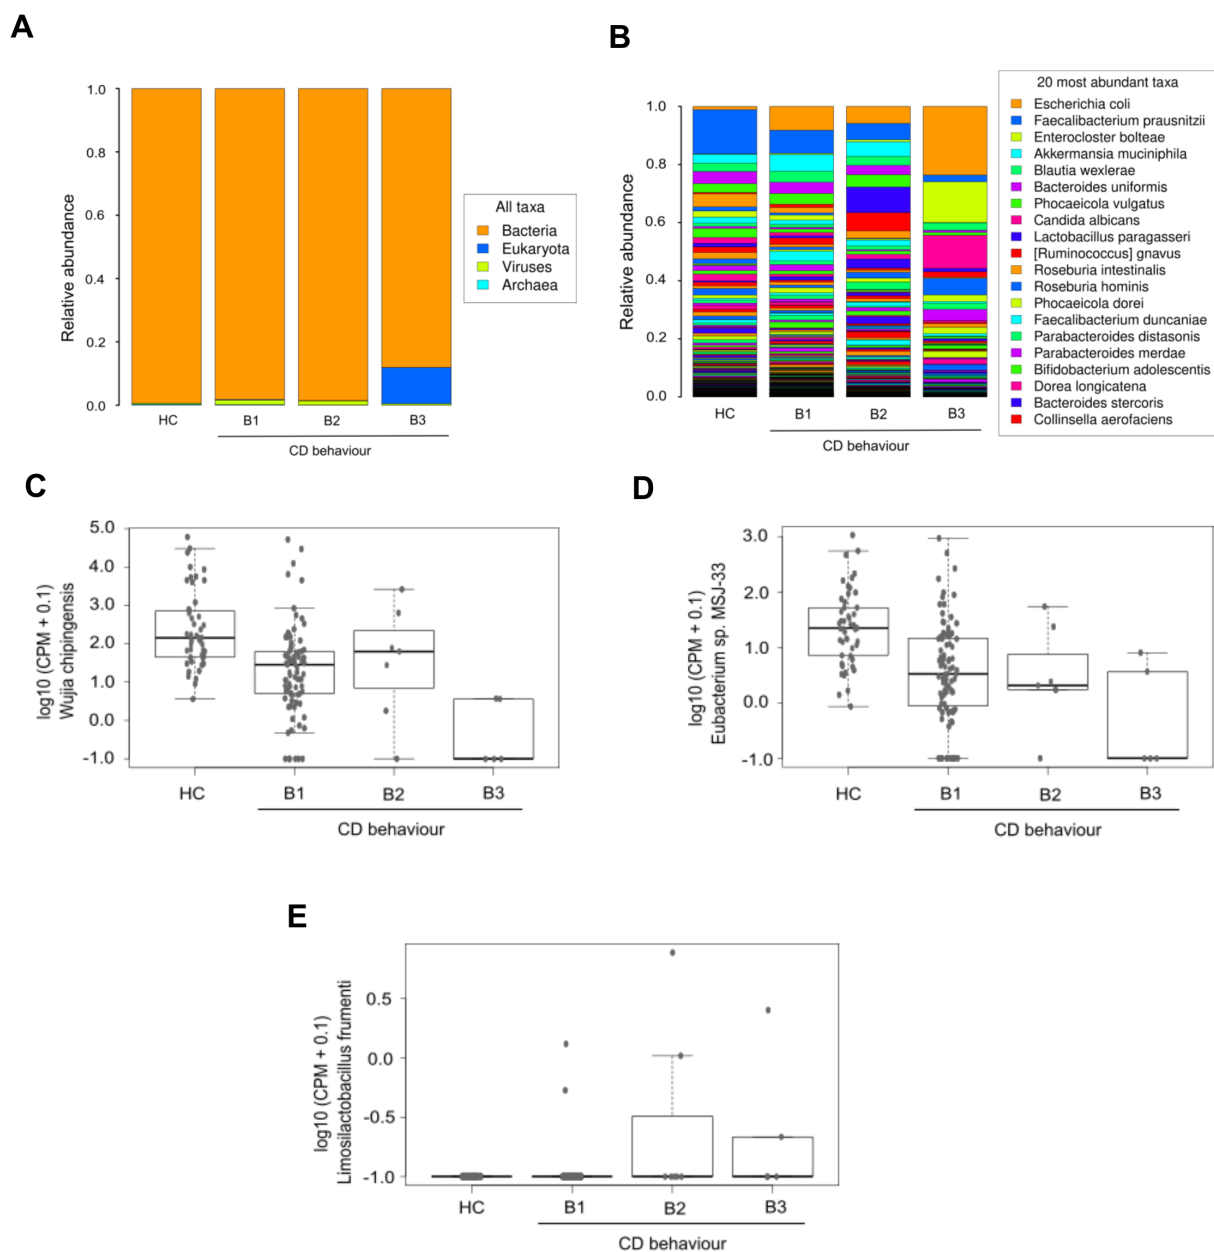 A
1.0
0.8
0.6
0.4
0.2
0.0
Relative abundance
HC
B1
B2
B3
CD behaviour
All taxa
Bacteria
Eukaryota
Viruses
Archaea
B
1.0
0.8
0.6
0.4
0.2
0.0
Relative abundance
HC
B1
B2
B3
CD behaviour
20 most abundant taxa
Escherichia coli
Faecalibacterium prausnitzii
Enterocloster bolteae
Akkermansia muciniphila
Blautia wexlerae
Bacteroides uniformis
Phocaeicola vulgatus
Candida albicans
Lactobacillus paragasseri
[Ruminococcus] gnavus
Roseburia intestinalis
Roseburia hominis
Phocaeicola dorei
Faecalibacterium duncaniae
Parabacteroides distasonis
Parabacteroides merdae
Bifidobacterium adolescentis
Dorea longicatena
Bacteroides stercoris
Collinsella aerofaciens
C
5.0
4.0
3.0
2.0
1.0
0.0
-1.0
log10 (CPM + 0.1)
Wujia chipingensis
HC
B1
B2
B3
CD behaviour
D
3.0
2.0
1.0
0.0
-1.0
log10 (CPM + 0.1)
Eubacterium sp. MSJ-33
HC
B1
B2
B3
CD behaviour
E
0.5
0.0
-0.5
-1.0
log10 (CPM + 0.1)
Limosilactobacillus frumenti
HC
B1
B2
B3
CD behaviour